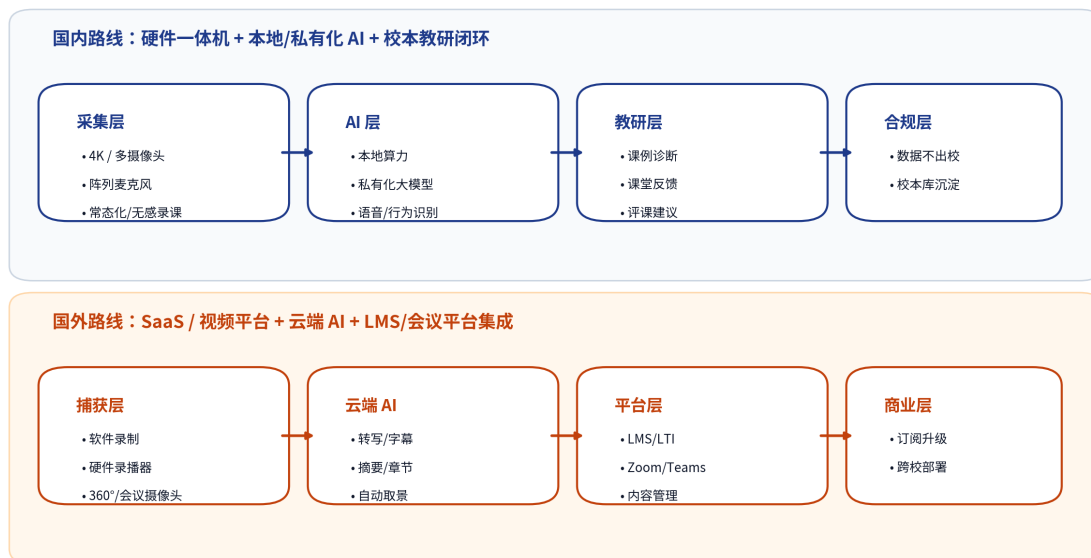 国内路线：硬件一体机 + 本地/私有化 AI + 校本教研闭环
采集层
• 4K / 多摄像头
• 阵列麦克风
• 常态化/无感录课
AI 层
• 本地算力
• 私有化大模型
• 语音/行为识别
教研层
• 课例诊断
• 课堂反馈
• 评课建议
合规层
• 数据不出校
• 校本库沉淀
国外路线：SaaS / 视频平台 + 云端 AI + LMS/会议平台集成
捕获层
• 软件录制
• 硬件录播器
• 360°/会议摄像头
云端 AI
• 转写/字幕
• 摘要/章节
• 自动取景
平台层
• LMS/LTI
• Zoom/Teams
• 内容管理
商业层
• 订阅升级
• 跨校部署